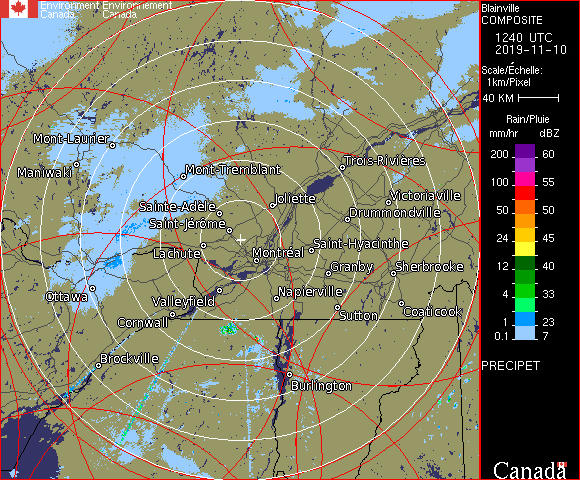 Environment Environnement
Canada Canada
Blainville
COMPOSITE
1240 UTC
2019-11-10
Scale/Échelle:
1km/Pixel
40 KM
Rain/Pluie
mm/hr dBZ
200 60
100 55
50 50
24 45
12 40
4 33
1 23
0.1 7
PRECIPET
Canada
Mont-Laurier
Maniwaki
Mont-Tremblant
Trois-Rivières
Joliette
Victoriaville
Sainte-Adèle
Drummondville
Saint-Jérôme
Saint-Hyacinthe
Lachute
Montréal
Granby
Sherbrooke
Ottawa
Valleyfield
Napierville
Cornwall
Sutton
Coaticook
Brockville
Burlington